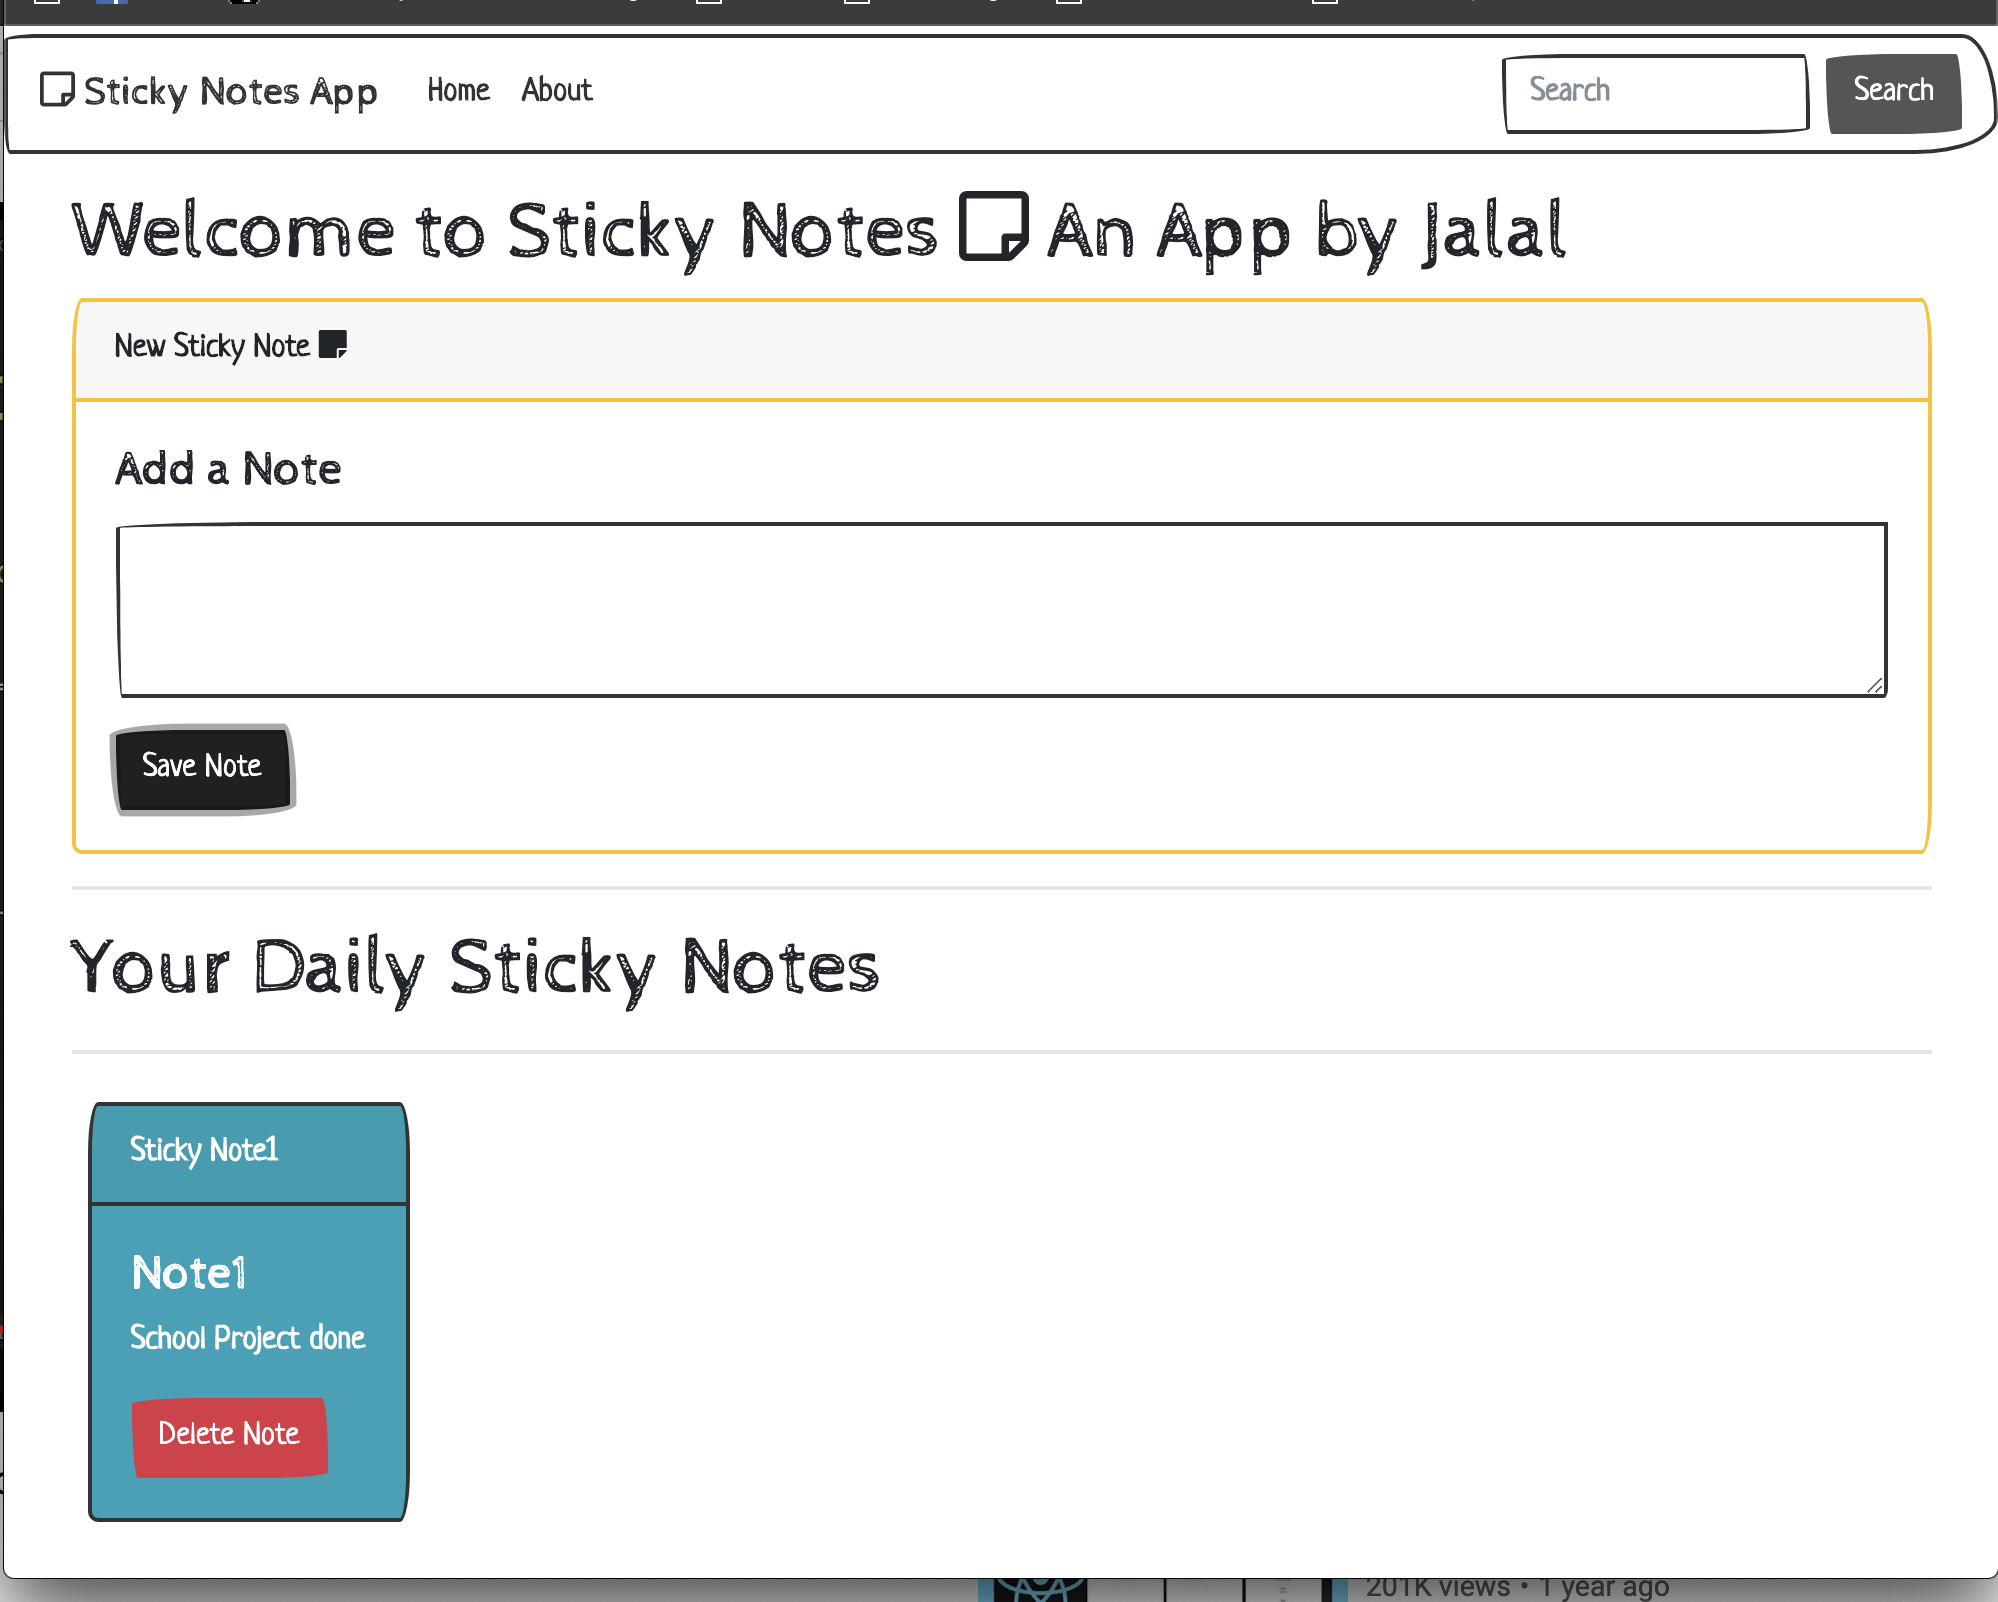 Sticky Notes App Home About Search Search
Welcome to Sticky Notes An App by Jalal
New Sticky Note
Add a Note
Save Note
Your Daily Sticky Notes
Sticky Note1
Note1
School Project done
Delete Note
201K views • 1 year ago